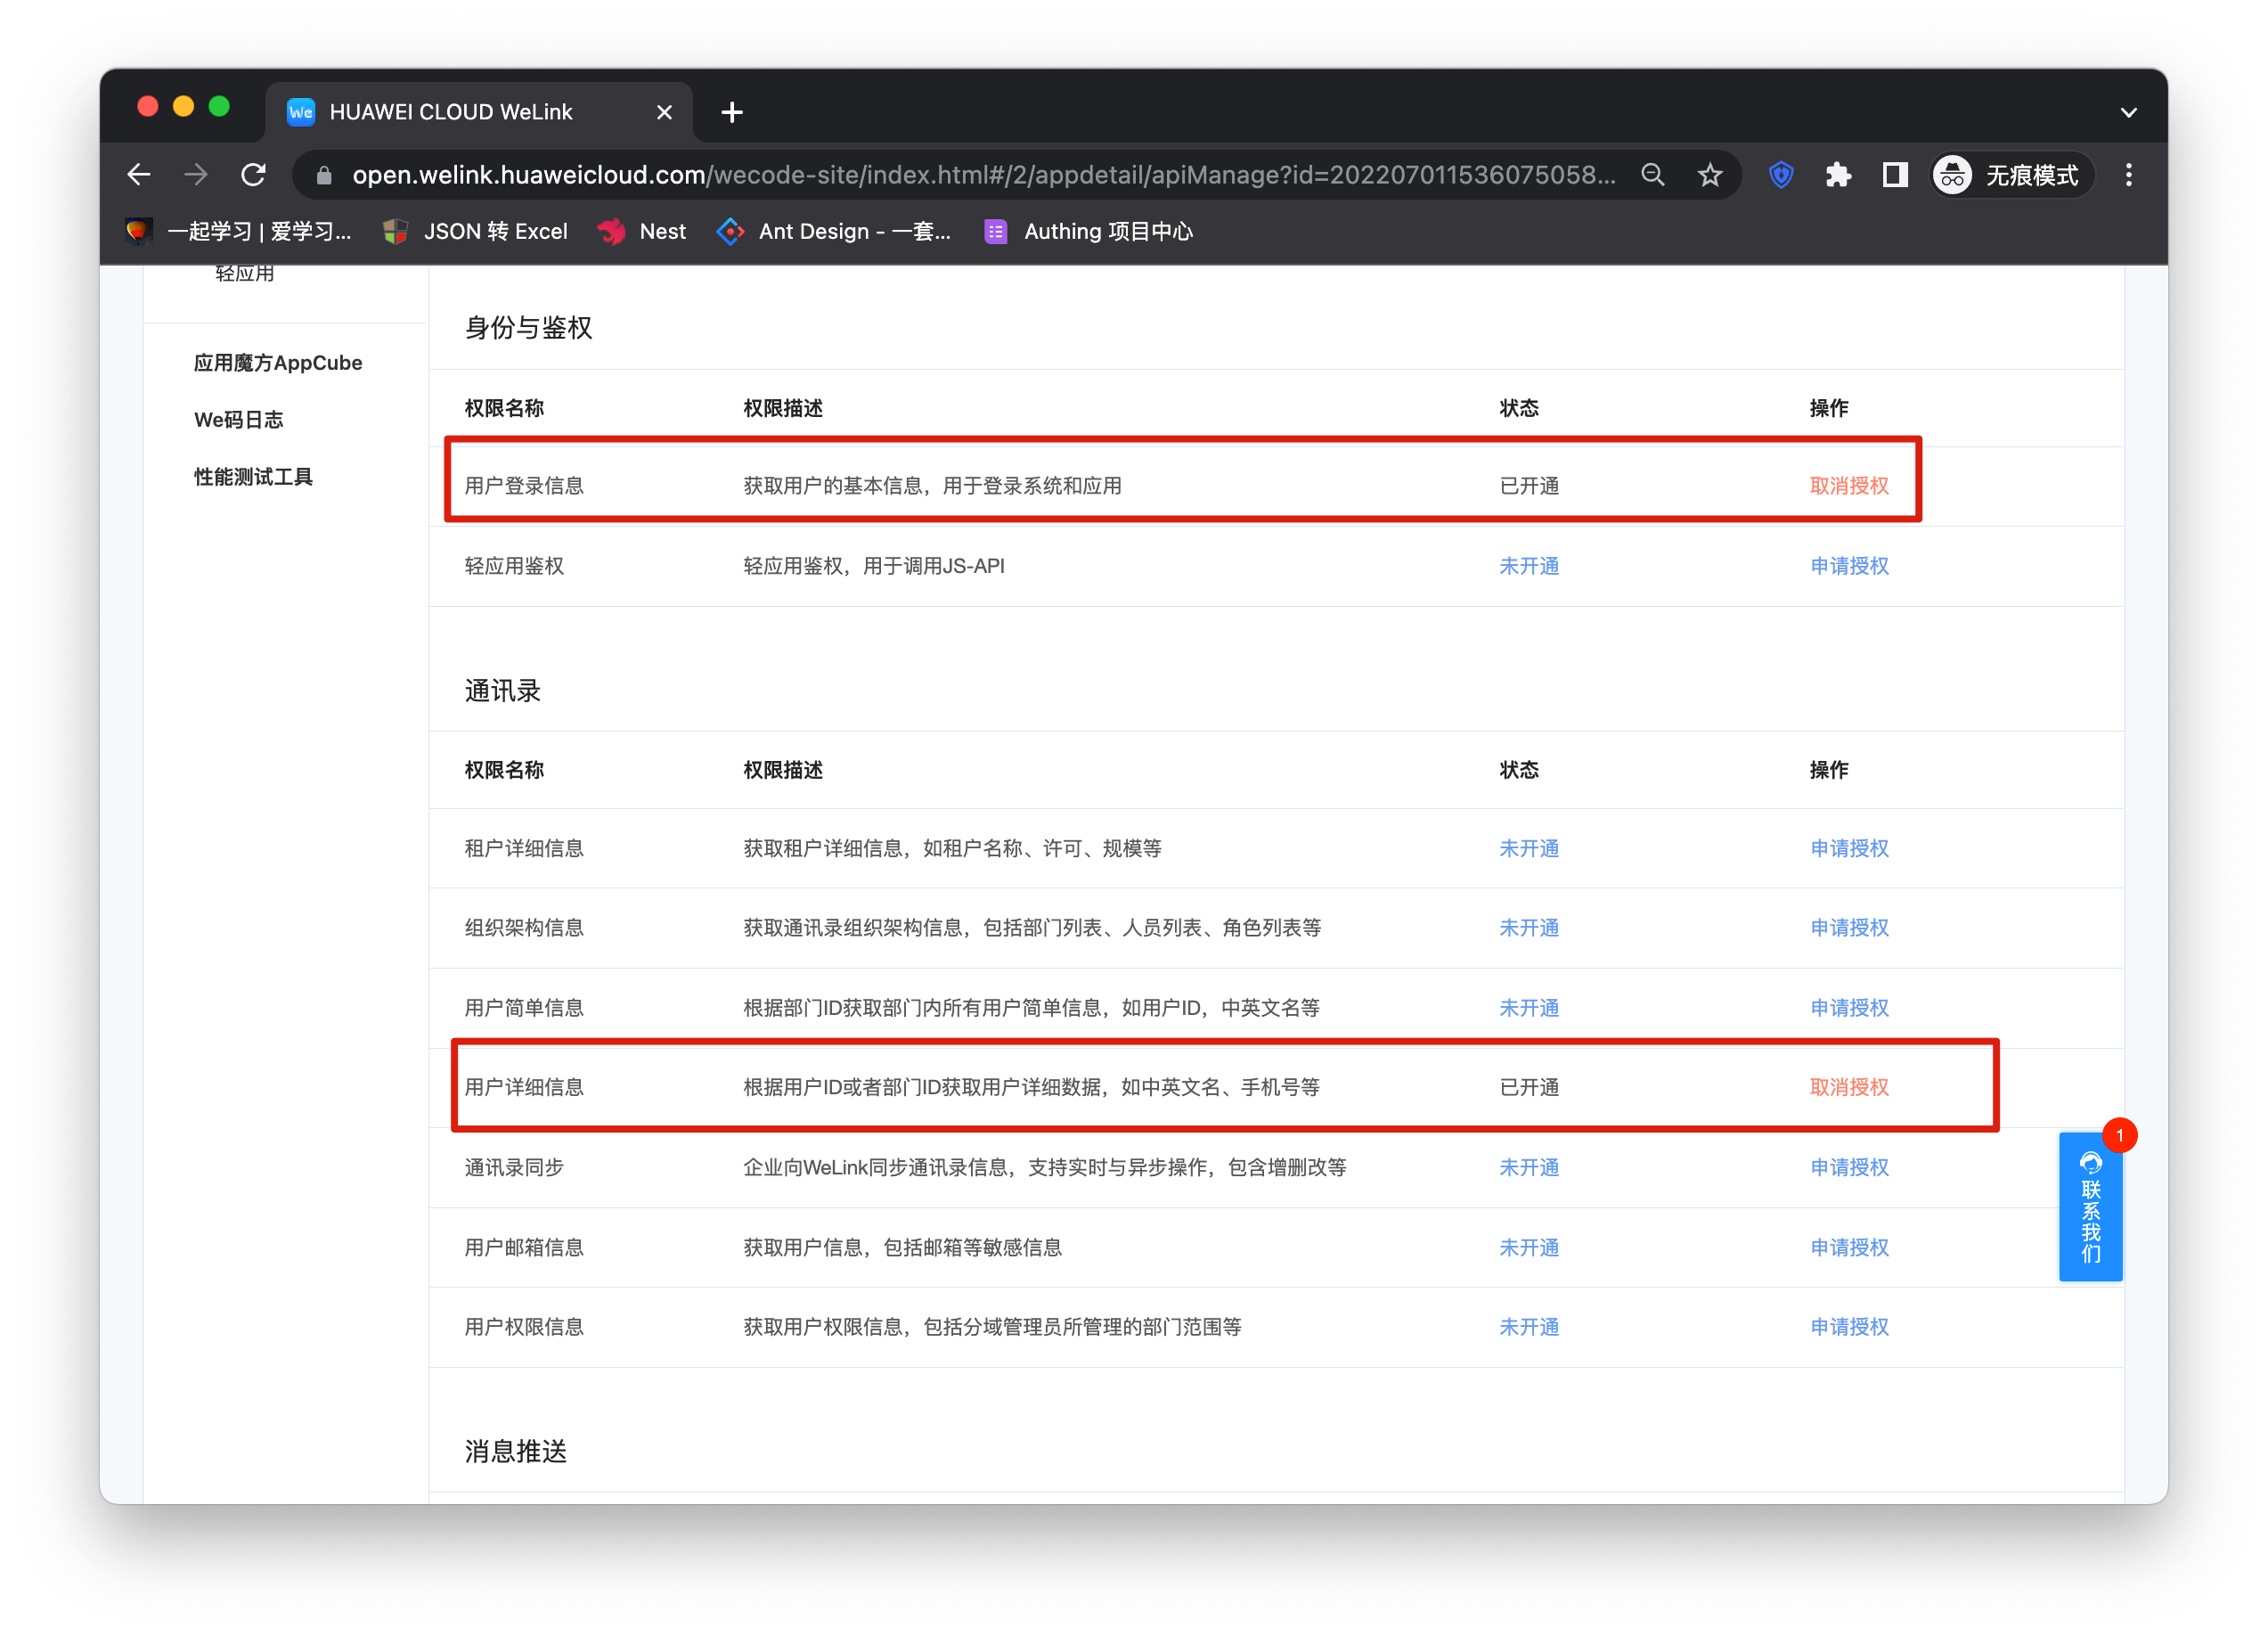 We HUAWEI CLOUD WeLink
open.welink.huaweicloud.com/wecode-site/index.html#/2/appdetail/apiManage?id=202207011536075058... 无痕模式
一起学习 | 爱学习... JSON 转 Excel Nest Ant Design - 一套... Authing 项目中心
轻应用
应用魔方AppCube
We码日志
性能测试工具
身份与鉴权
权限名称 权限描述 状态 操作
用户登录信息 获取用户的基本信息，用于登录系统和应用 已开通 取消授权
轻应用鉴权 轻应用鉴权，用于调用JS-API 未开通 申请授权
通讯录
权限名称 权限描述 状态 操作
租户详细信息 获取租户详细信息，如租户名称、许可、规模等 未开通 申请授权
组织架构信息 获取通讯录组织架构信息，包括部门列表、人员列表、角色列表等 未开通 申请授权
用户简单信息 根据部门ID获取部门内所有用户简单信息，如用户ID，中英文名等 未开通 申请授权
用户详细信息 根据用户ID或者部门ID获取用户详细数据，如中英文名、手机号等 已开通 取消授权
通讯录同步 企业向WeLink同步通讯录信息，支持实时与异步操作，包含增删改等 未开通 申请授权
用户邮箱信息 获取用户信息，包括邮箱等敏感信息 未开通 申请授权
用户权限信息 获取用户权限信息，包括分域管理员所管理的部门范围等 未开通 申请授权
消息推送
1
联系我们